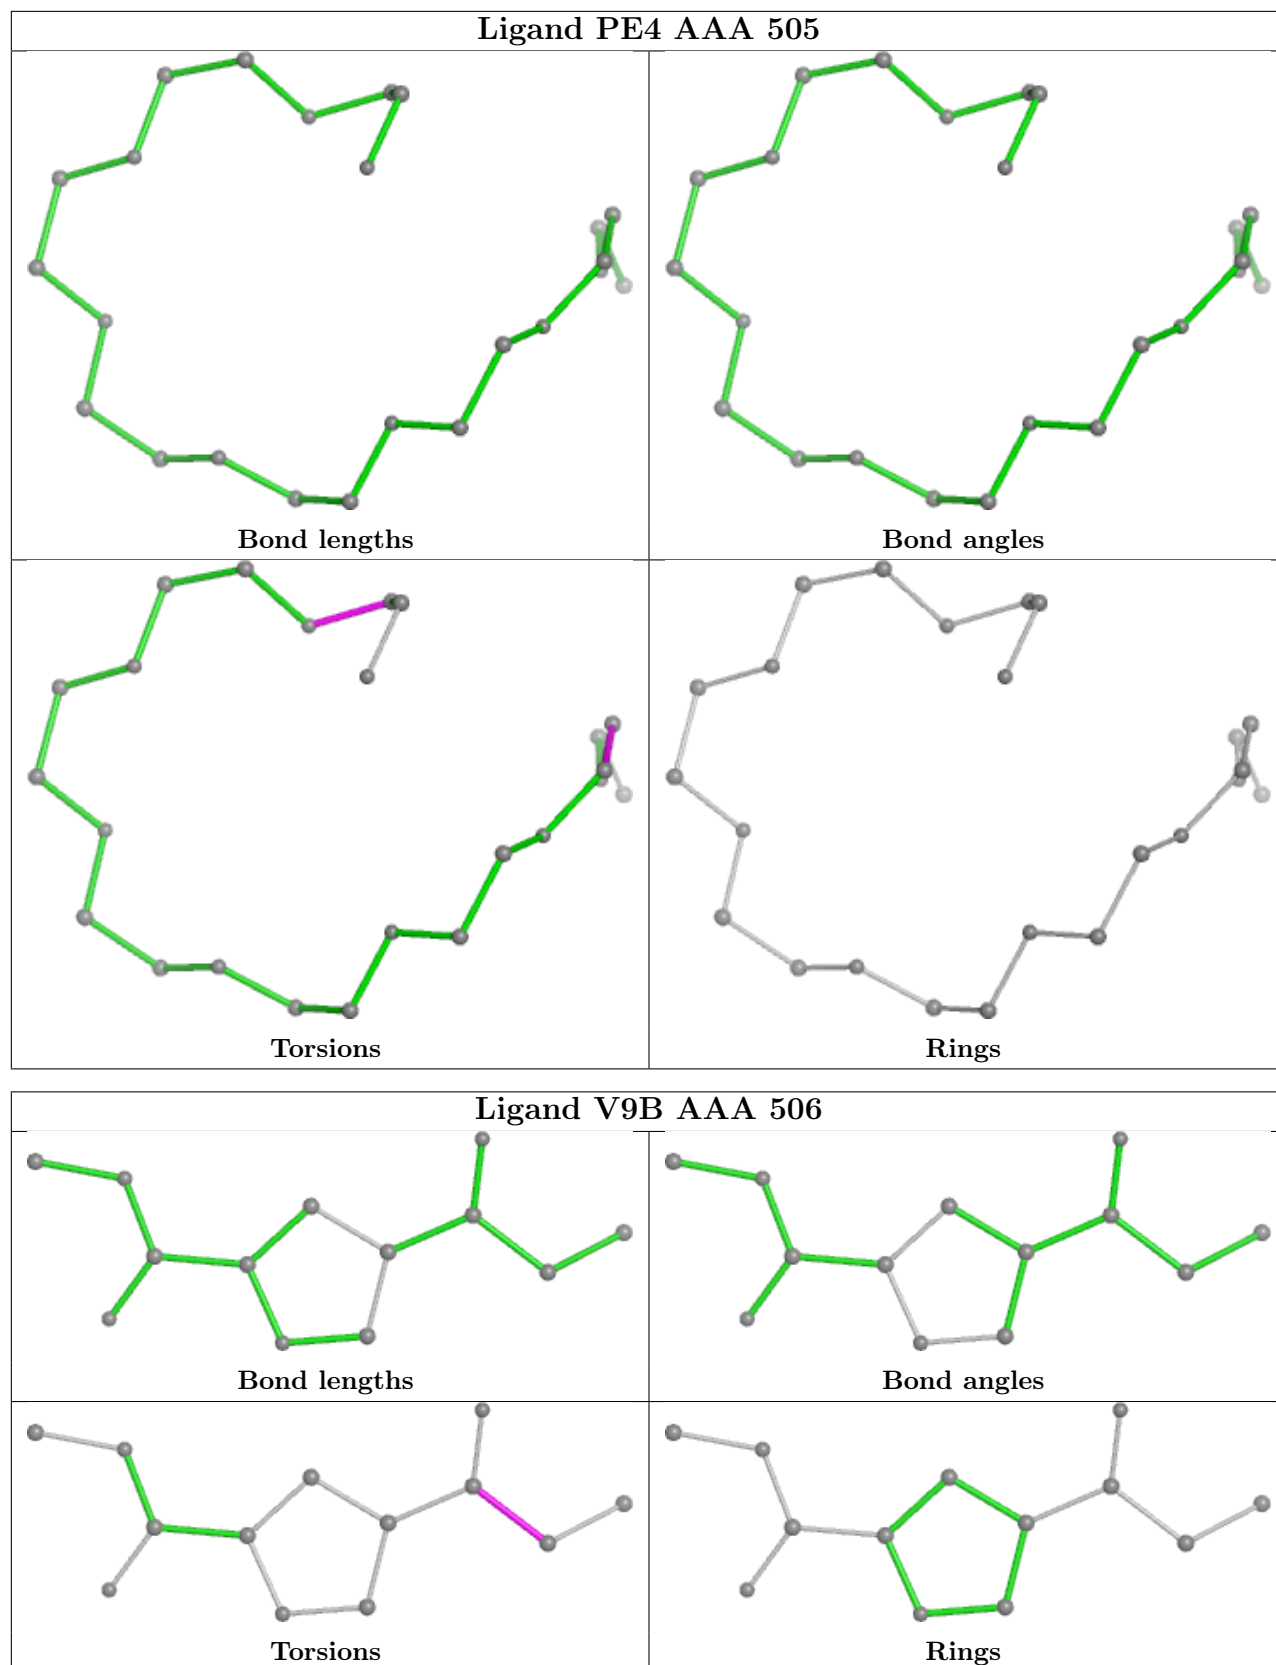 Ligand PE4 AAA 505
Bond lengths
Bond angles
Torsions
Rings
Ligand V9B AAA 506
Bond lengths
Bond angles
Torsions
Rings